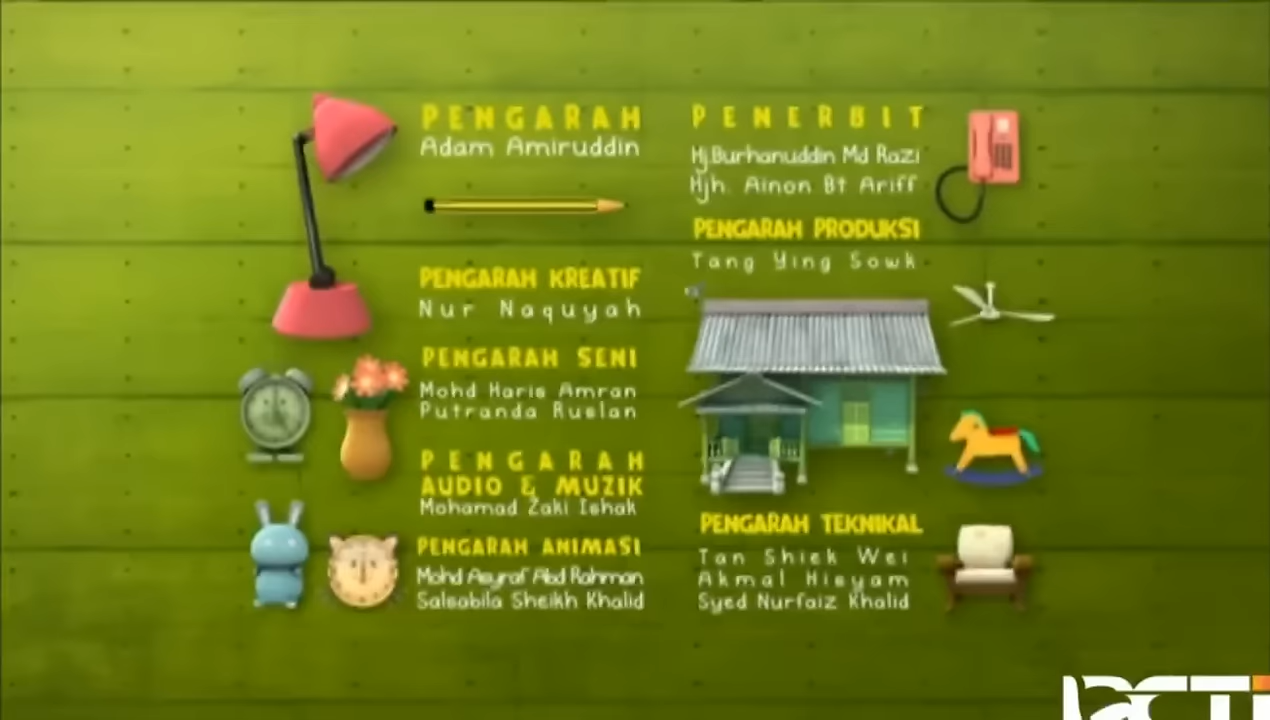 PENGARAH
Adam Amiruddin
PENGARAH KREATIF
Nur Naquyah
PENGARAH SENI
Mohd Haris Amran
Putranda Ruslan
PENGARAH
AUDIO & MUZIK
Mohamad Zaki Ishak
PENGARAH ANIMASI
Mohd Asyraf Abd Rahman
Salsabila Sheikh Khalid
PENERBIT
Hj.Burhanuddin Md Razi
Hjh. Ainon Bt Ariff
PENGARAH PRODUKSI
Tang Ying Sowk
PENGARAH TEKNIKAL
Tan Shiek Wei
Akmal Hisyam
Syed Nurfaiz Khalid